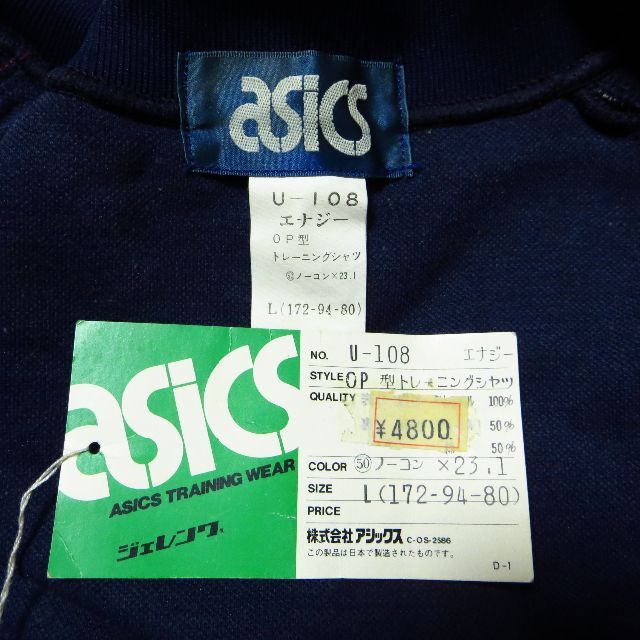 asics
U-108
エナジー
OP型
トレーニングシャツ
㊿ノーコン×23.1
L(172-94-80)
asics
ASICS TRAINING WEAR
ジェレンク
NO. U-108 エナジー
STYLE OP 型トレーニングシャツ
QUALITY 100%
¥4800 50%
50%
COLOR ㊿ノーコン ×23.1
SIZE L(172-94-80)
PRICE
株式会社アシックス C-OS-2586
この製品は日本で製造されたものです。
D-1